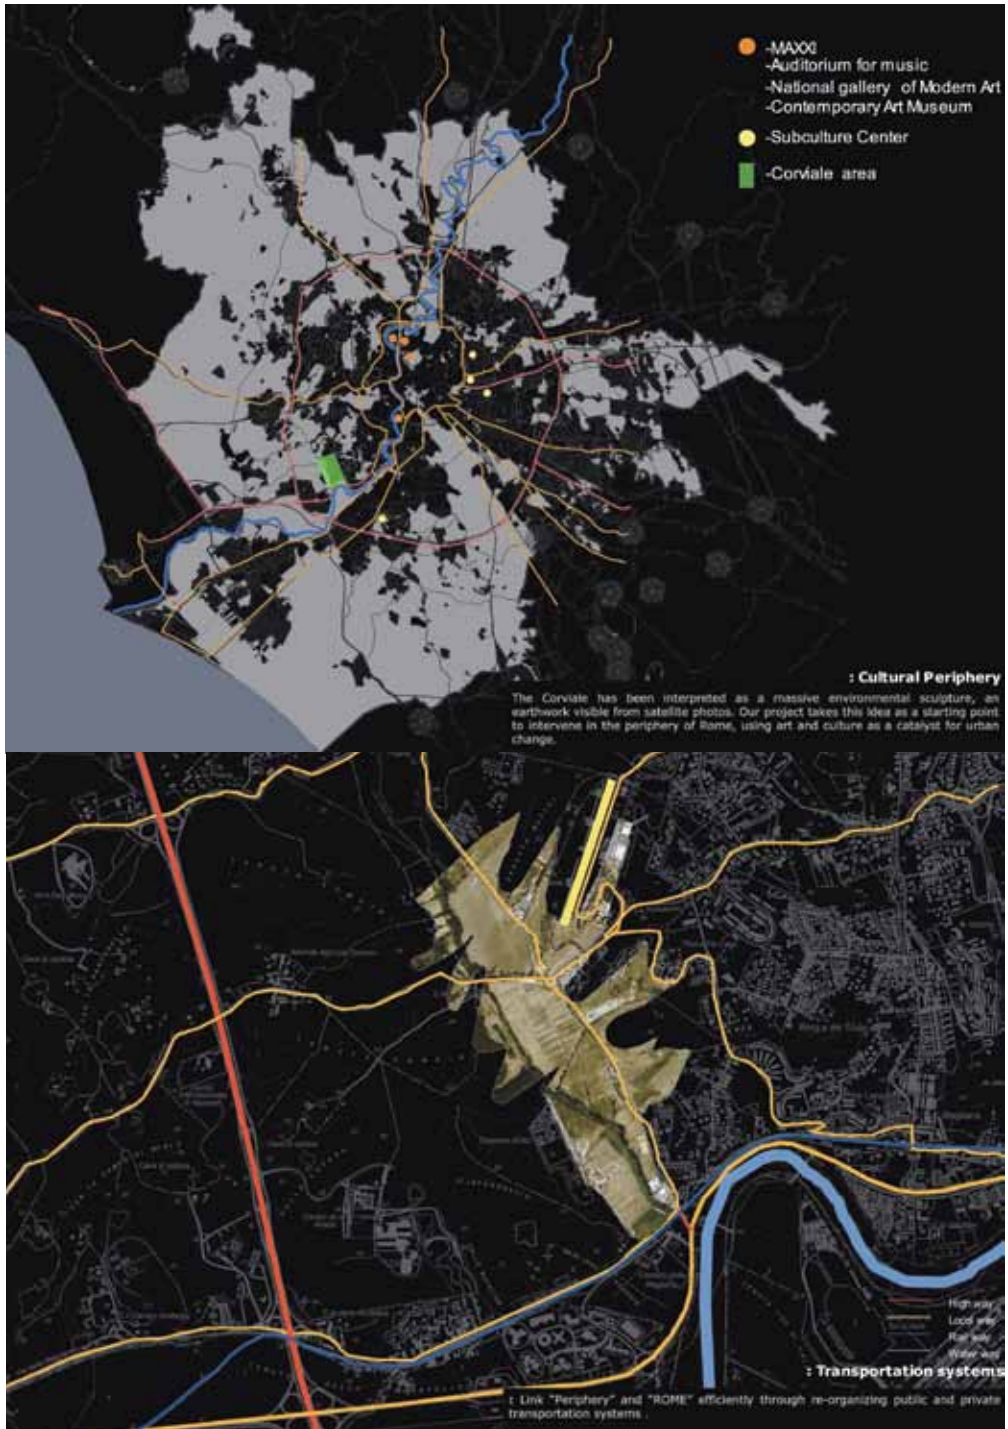 -MAXXI
-Auditorium for music
-National gallery of Modern Art
-Contemporary Art Museum
-Subculture Center
-Corviale area
: Cultural Periphery
The Corviale has been interpreted as a massive environmental sculpture, an
earthwork visible from satellite photos. Our project takes this idea as a starting point
to intervene in the periphery of Rome, using art and culture as a catalyst for urban
change.
High way
Local way
Rail way
Water way
: Transportation systems
: Link "Periphery" and "ROME" efficiently through re-organizing public and private
transportation systems .